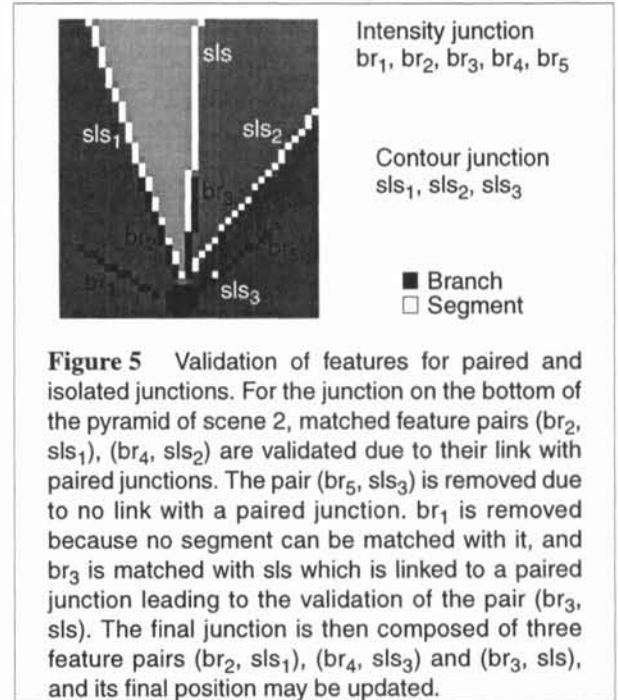 sls
sls₁
sls₂
br₃
br₂
br₅
br₁
sls₃
Intensity junction
br₁, br₂, br₃, br₄, br₅
Contour junction
sls₁, sls₂, sls₃
Branch
Segment
Figure 5 Validation of features for paired and
isolated junctions. For the junction on the bottom of
the pyramid of scene 2, matched feature pairs (br₂,
sls₁), (br₄, sls₂) are validated due to their link with
paired junctions. The pair (br₅, sls₃) is removed due
to no link with a paired junction. br₁ is removed
because no segment can be matched with it, and
br₃ is matched with sls which is linked to a paired
junction leading to the validation of the pair (br₃,
sls). The final junction is then composed of three
feature pairs (br₂, sls₁), (br₄, sls₃) and (br₃, sls),
and its final position may be updated.